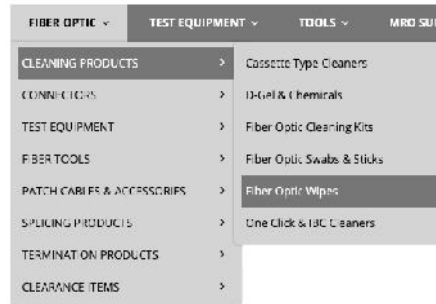 FIBER OPTIC TEST EQUIPMENT TOOLS MRO SU
CLEANING PRODUCTS
CONNECTORS
TEST EQUIPMENT
FIBER TOOLS
PATCH CABLES & ACCESSORIES
SPLICING PRODUCTS
TERMINATION PRODUCTS
CLEARANCE ITEMS
Cassette Type Cleaners
D-Gel & Chemicals
Fiber Optic Cleaning Kits
Fiber Optic Swabs & Sticks
Fiber Optic Wipes
One Click & IBC Cleaners